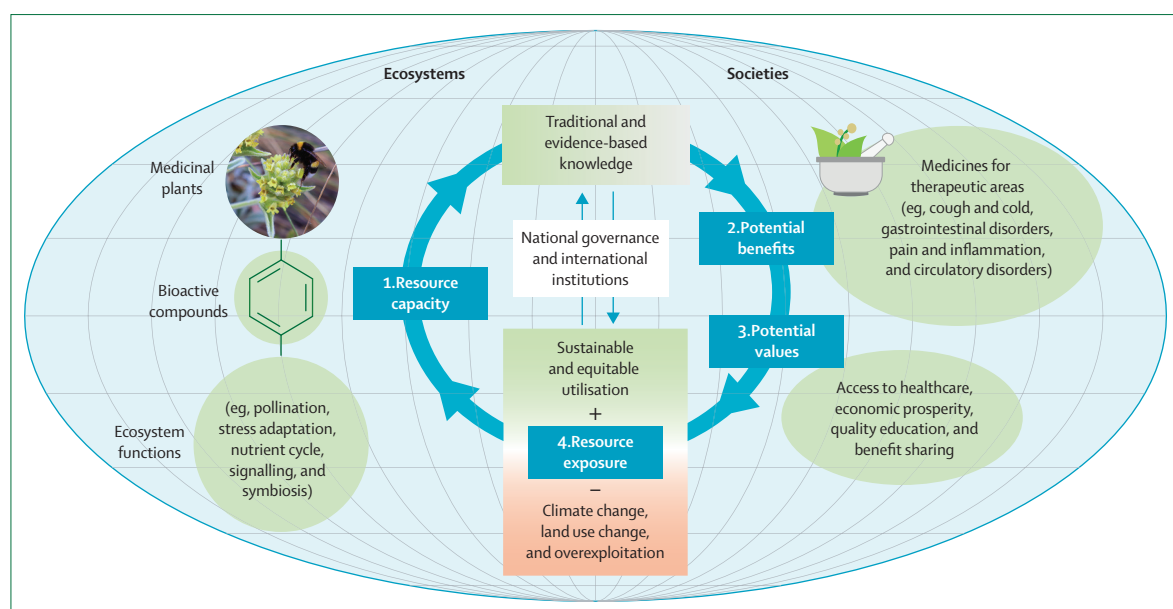 Ecosystems
Societies
Traditional and
evidence-based
knowledge
Medicinal
plants
Medicines for
therapeutic areas
(eg, cough and cold,
gastrointestinal disorders,
pain and inflammation,
and circulatory disorders)
2.Potential
benefits
National governance
and international
institutions
1.Resource
capacity
Bioactive
compounds
3.Potential
values
Sustainable
and equitable
utilisation
+
4.Resource
exposure
−
Climate change,
land use change,
and overexploitation
Access to healthcare,
economic prosperity,
quality education, and
benefit sharing
Ecosystem
functions
(eg, pollination,
stress adaptation,
nutrient cycle,
signalling, and
symbiosis)